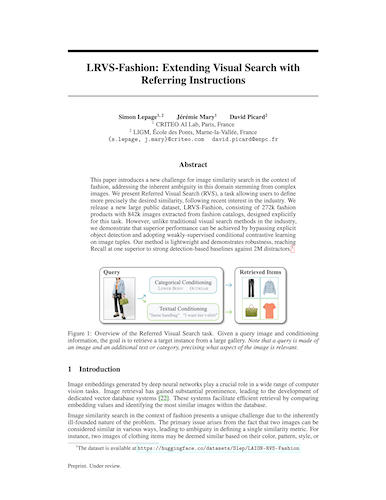 LRVS-Fashion: Extending Visual Search with
Referring Instructions
Simon Lepage1, 2 Jérémie Mary1 David Picard2
1 CRITEO AI Lab, Paris, France
2 LIGM, École des Ponts, Marne-la-Vallée, France
{s.lepage, j.mary}@criteo.com david.picard@enpc.fr
Abstract
This paper introduces a new challenge for image similarity search in the context of
fashion, addressing the inherent ambiguity in this domain stemming from complex
images. We present Referred Visual Search (RVS), a task allowing users to define
more precisely the desired similarity, following recent interest in the industry. We
release a new large public dataset, LRVS-Fashion, consisting of 272k fashion
products with 842k images extracted from fashion catalogs, designed explicitly
for this task. However, unlike traditional visual search methods in the industry,
we demonstrate that superior performance can be achieved by bypassing explicit
object detection and adopting weakly-supervised conditional contrastive learning
on image tuples. Our method is lightweight and demonstrates robustness, reaching
Recall at one superior to strong detection-based baselines against 2M distractors.1
Query
Retrieved Items
Categorical Conditioning
LOWER BODY OUTWEAR
Textual Conditioning
"Same handbag" "I want her t-shirt"
Figure 1: Overview of the Referred Visual Search task. Given a query image and conditioning
information, the goal is to retrieve a target instance from a large gallery. Note that a query is made of
an image and an additional text or category, precising what aspect of the image is relevant.
1 Introduction
Image embeddings generated by deep neural networks play a crucial role in a wide range of computer
vision tasks. Image retrieval has gained substantial prominence, leading to the development of
dedicated vector database systems [22]. These systems facilitate efficient retrieval by comparing
embedding values and identifying the most similar images within the database.
Image similarity search in the context of fashion presents a unique challenge due to the inherently
ill-founded nature of the problem. The primary issue arises from the fact that two images can be
considered similar in various ways, leading to ambiguity in defining a single similarity metric. For
instance, two images of clothing items may be deemed similar based on their color, pattern, style, or
1The dataset is available at https://huggingface.co/datasets/Slep/LAION-RVS-Fashion
Preprint. Under review.